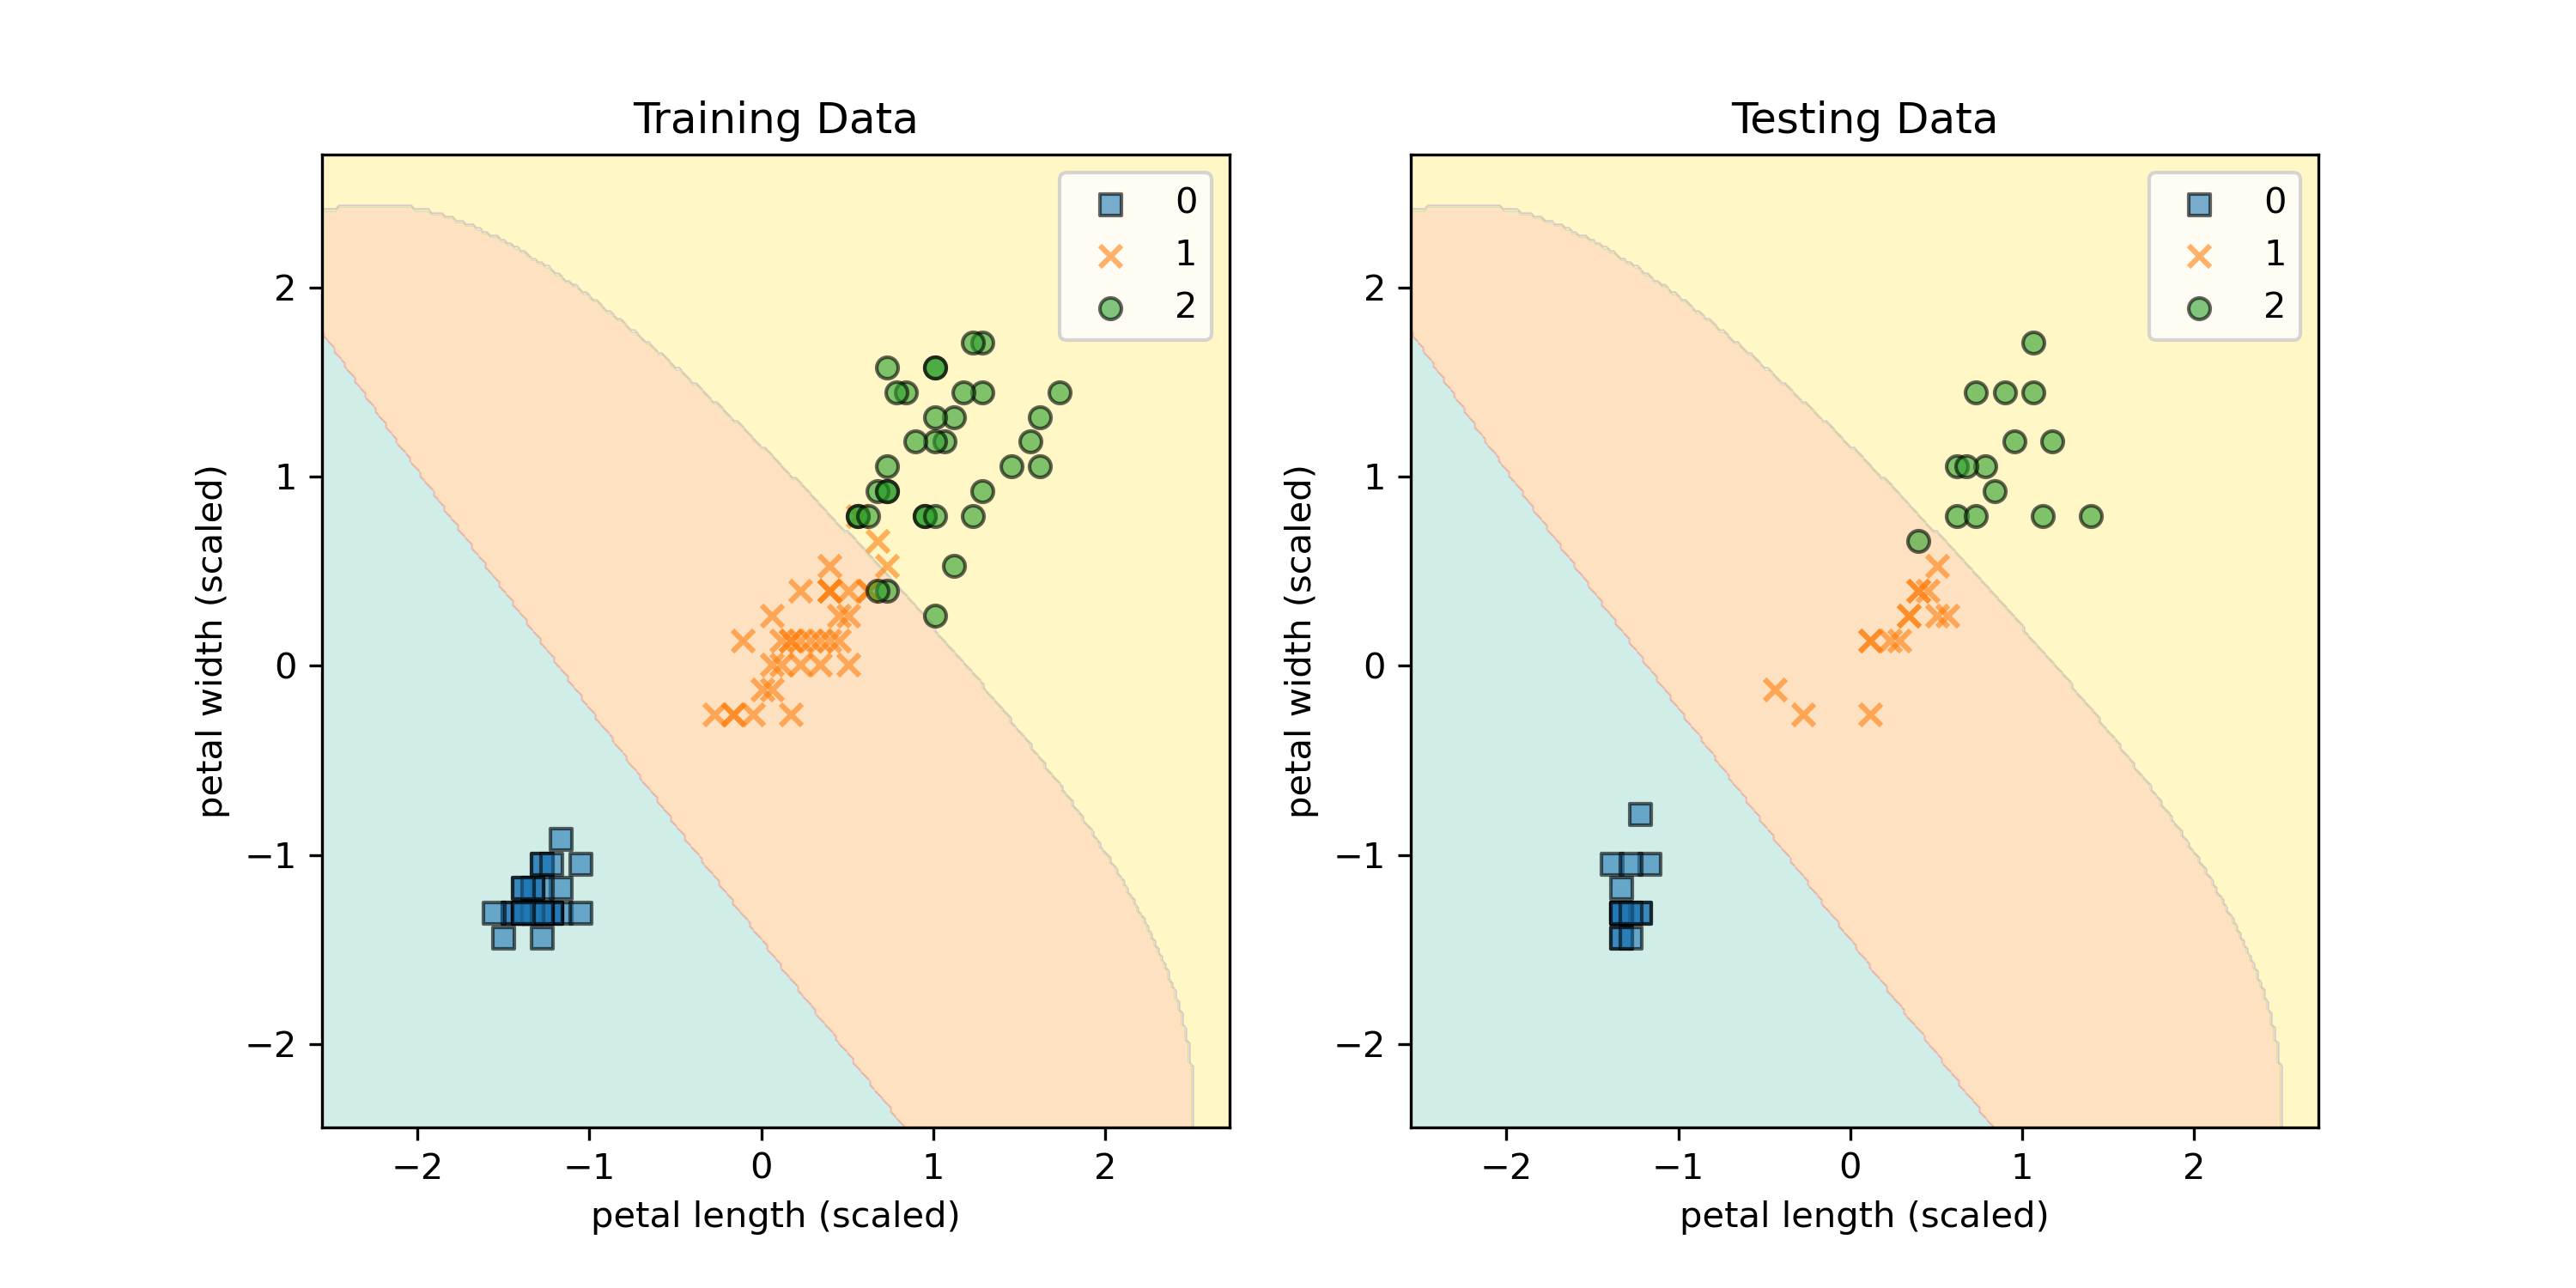 Training Data
0
1
2
2
1
0
−1
−2
petal width (scaled)
−2 −1 0 1 2
petal length (scaled)
Testing Data
0
1
2
2
1
0
−1
−2
petal width (scaled)
−2 −1 0 1 2
petal length (scaled)